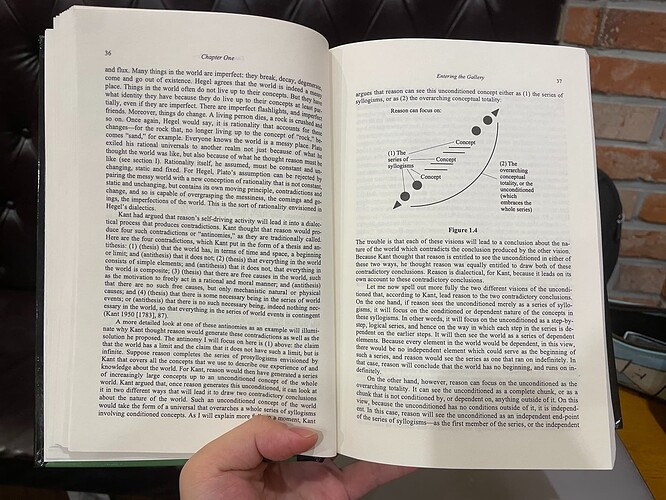 36
Chapter One
and flux. Many things in the world are imperfect: they break, decay, degenerate,
come and go out of existence. Hegel agrees that the world is indeed a messy
place. Things in the world often do not live up to their concepts. But they have
what identity they have because they do live up to their concepts at least par-
tially, even if they are imperfect. There are imperfect flashlights, and imperfect
friends. Moreover, things do change. A living person dies, a rock is crushed and
so on. Once again, Hegel would say, it is rationality that accounts for these
changes—for the rock that, no longer living up to the concept of "rock," be-
comes "sand," for example. Everyone knows the world is a messy place. Plato
exiled his rational universals to another realm not just because of what he
thought the world was like, but also because of what he thought reason must be
like (see section I). Rationality itself, he assumed, must be constant and un-
changing, static and fixed. For Hegel, Plato's assumption can be rejected by
pairing the messy world with a new conception of rationality that is not constant,
static and unchanging, but contains its own moving principle, contradictions and
change, and so is capable of overgrasping the messiness, the comings and go-
ings, the imperfections of the world. This is the sort of rationality envisioned in
Hegel's dialectics.
Kant had argued that reason's self-driving activity will lead it into a dialec-
tical process that produces contradictions. Kant thought that reason would pro-
duce four such contradictions or "antinomies," as they are traditionally called.
Here are the four contradictions, which Kant put in the form of a thesis and an-
tithesis: (1) (thesis) that the world has, in terms of time and space, a beginning
or limit; and (antithesis) that it does not; (2) (thesis) that everything in the world
consists of simple elements; and (antithesis) that it does not, that everything in
the world is composite; (3) (thesis) that there are free causes in the world, such
as the motivation to freely act in a rational and moral manner; and (antithesis)
that there are no such free causes, but only mechanistic natural or physical
causes; and (4) (thesis) that there is some necessary being in the series of world
events; or (antithesis) that there is no such necessary being, indeed nothing nec-
essary in the world, so that everything in the series of world events is contingent
(Kant 1950 [1783], 87).
A more detailed look at one of these antinomies as an example will illumi-
nate why Kant thought reason would generate these contradictions as well as the
solution he proposed. The antinomy I will focus on here is (1) above: the claim
that the world has a limit and the claim that it does not have such a limit, but is
infinite. Suppose reason completes the series of prosyllogisms envisioned by
Kant that covers all the concepts that we use to describe our experience of and
knowledge about the world. For Kant, reason would then have generated a series
of increasingly large concepts up to an unconditioned concept of the whole
world. Kant argued that, once reason generates this unconditioned, it can look at
it in two different ways that will lead it to draw two contradictory conclusions
about the nature of the world. Such an unconditioned concept of the world
would take the form of a universal that overarches a whole series of syllogisms
involving conditioned concepts. As I will explain more in a moment, Kant
Entering the Gallery
37
argues that reason can see this unconditioned concept either as (1) the series of
syllogisms, or as (2) the overarching conceptual totality:
Reason can focus on:
Concept
(1) The
series of
syllogisms
Concept
Concept
(2) The
overarching
conceptual
totality, or the
unconditioned
(which
embraces the
whole series)
Figure 1.4
The trouble is that each of these visions will lead to a conclusion about the na-
ture of the world which contradicts the conclusion produced by the other vision.
Because Kant thought that reason is entitled to see the unconditioned in either of
these two ways, he thought reason was equally entitled to draw both of these
contradictory conclusions. Reason is dialectical, for Kant, because it leads on its
own account to these contradictory conclusions.
Let me now spell out more fully the two different visions of the uncondi-
tioned that, according to Kant, lead reason to the two contradictory conclusions.
On the one hand, if reason sees the unconditioned merely as a series of syllo-
gisms, it will focus on the conditioned or dependent nature of the concepts in
these syllogisms. In other words, it will focus on the unconditioned as a step-by-
step, logical series, and hence on the way in which each step in the series is de-
pendent on the earlier steps. It will then see the world as a series of dependent
elements. Because every element in the world would be dependent, in this view,
there would be no independent element which could serve as the beginning of
such a series, and reason would see the series as one that ran on indefinitely. In
that case, reason will conclude that the world has no beginning, and runs on in-
definitely.
On the other hand, however, reason can focus on the unconditioned as the
overarching totality. It can see the unconditioned as a complete chunk, or as a
chunk that is not conditioned by, or dependent on, anything outside of it. On this
view, because the unconditioned has no conditions outside of it, it is independ-
ent. In this case, reason will see the unconditioned as an independent end-point
of the series of syllogisms—as the first member of the series, or the independent